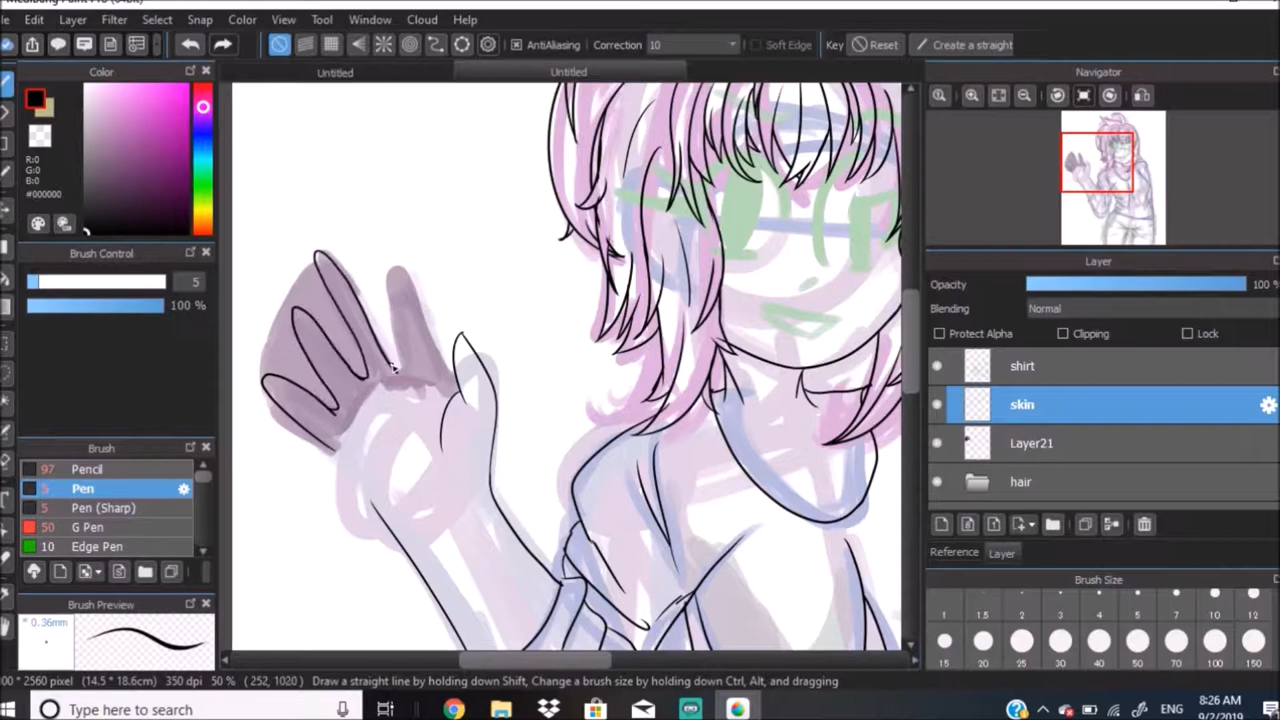 Edit Layer Filter Select Snap Color View Tool Window Cloud Help
AntiAliasing Correction 10 Soft Edge Key Reset Create a straight
Color
Untitled
Untitled
Navigator
R:0
G:0
B:0
#000000
Brush Control
5
100 %
Layer
Opacity 100 %
Blending Normal
Protect Alpha Clipping Lock
shirt
skin
Layer21
hair
Brush
97 Pencil
5 Pen
5 Pen (Sharp)
50 G Pen
10 Edge Pen
Reference Layer
Brush Size
1 1.5 2 3 4 5 7 10 12
15 20 25 30 40 50 70 100 150
Brush Preview
* 0.36mm
* 2560 pixel (14.5 * 18.6cm) 350 dpi 50 % ( 252, 1020 ) Draw a straight line by holding down Shift, Change a brush size by holding down Ctrl, Alt, and dragging
Type here to search
ENG
8:26 AM
9/2/2019